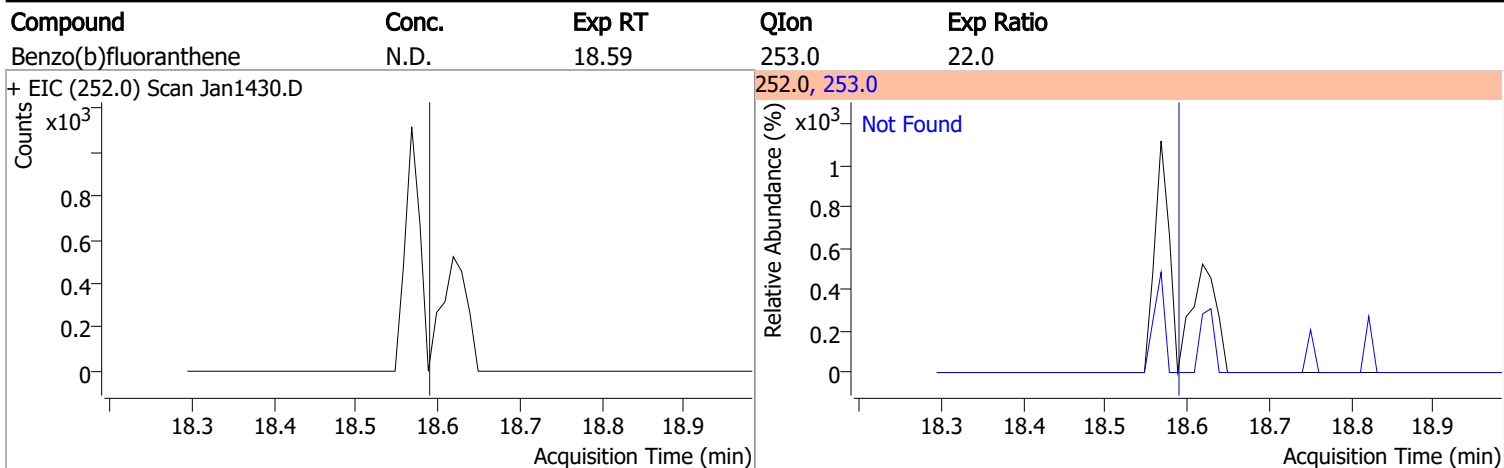 Compound Conc. Exp RT QIon Exp Ratio
Benzo(b)fluoranthene N.D. 18.59 253.0 22.0
+ EIC (252.0) Scan Jan1430.D
Counts
x10³
0.8
0.6
0.4
0.2
0
18.3 18.4 18.5 18.6 18.7 18.8 18.9
Acquisition Time (min)
252.0, 253.0
Relative Abundance (%)
x10³
Not Found
1
0.8
0.6
0.4
0.2
0
18.3 18.4 18.5 18.6 18.7 18.8 18.9
Acquisition Time (min)